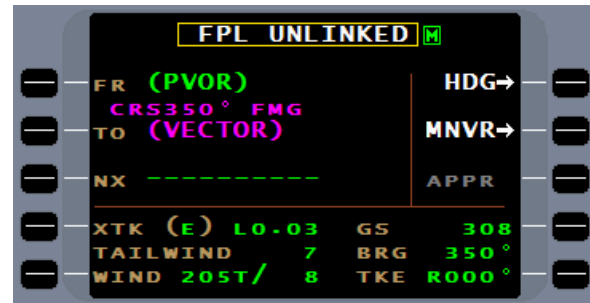 FPL UNLINKED M
FR (PVOR) HDG→
CRS350° FMG
TO (VECTOR) MNVR→
NX ---------- APPR
XTK (E) L0.03 GS 308
TAILWIND 7 BRG 350°
WIND 205T/ 8 TKE R000°